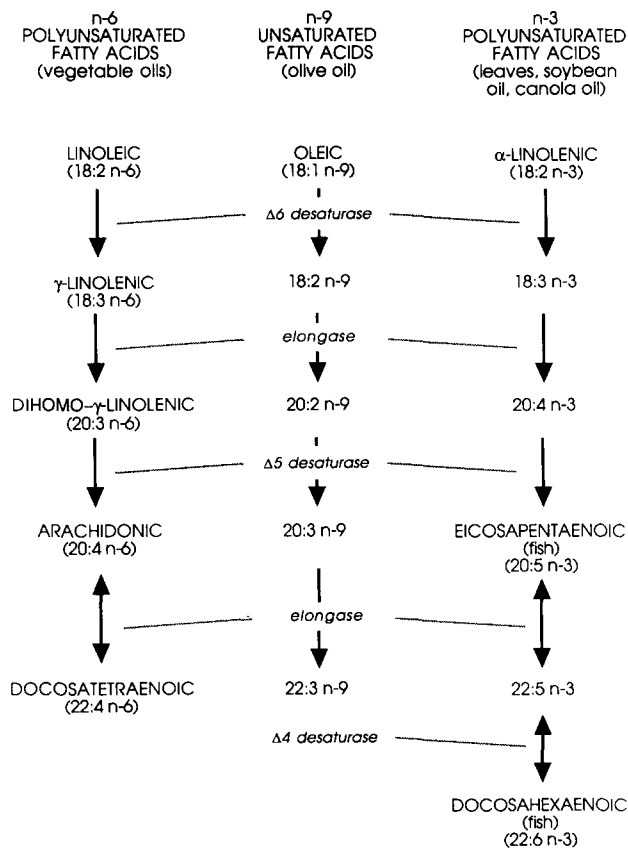 n-6
POLYUNSATURATED
FATTY ACIDS
(vegetable oils)
n-9
UNSATURATED
FATTY ACIDS
(olive oil)
n-3
POLYUNSATURATED
FATTY ACIDS
(leaves, soybean
oil, canola oil)
LINOLEIC
(18:2 n-6)
OLEIC
(18:1 n-9)
α-LINOLENIC
(18:2 n-3)
Δ6 desaturase
γ-LINOLENIC
(18:3 n-6)
18:2 n-9
18:3 n-3
elongase
DIHOMO-γ-LINOLENIC
(20:3 n-6)
20:2 n-9
20:4 n-3
Δ5 desaturase
ARACHIDONIC
(20:4 n-6)
20:3 n-9
EICOSAPENTAENOIC
(fish)
(20:5 n-3)
elongase
DOCOSATETRAENOIC
(22:4 n-6)
22:3 n-9
22:5 n-3
Δ4 desaturase
DOCOSAHEXAENOIC
(fish)
(22:6 n-3)